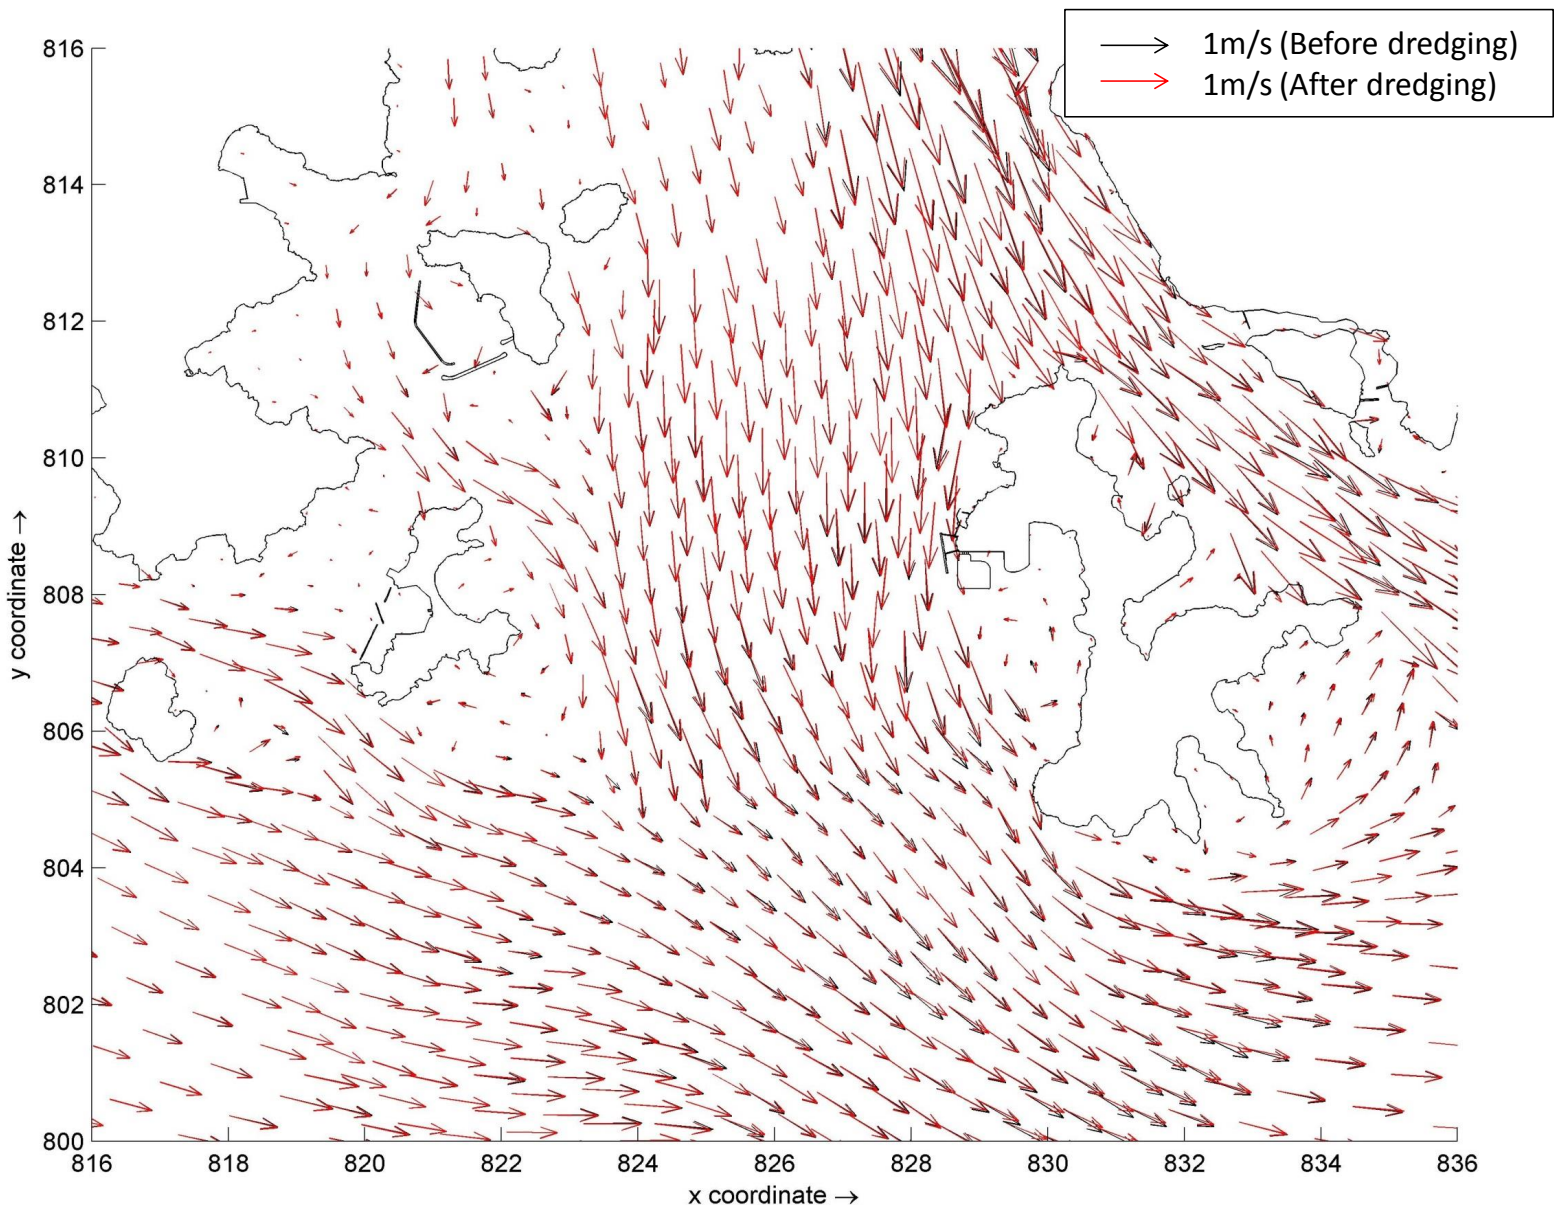 1m/s (Before dredging)
1m/s (After dredging)
816
814
812
810
808
806
804
802
800
y coordinate →
816 818 820 822 824 826 828 830 832 834 836
x coordinate →